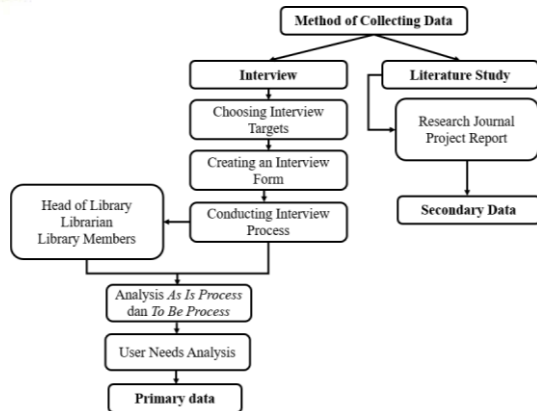 Method of Collecting Data
Interview
Literature Study
Choosing Interview
Targets
Research Journal
Project Report
Creating an Interview
Form
Head of Library
Librarian
Library Members
Conducting Interview
Process
Secondary Data
Analysis As Is Process
dan To Be Process
User Needs Analysis
Primary data